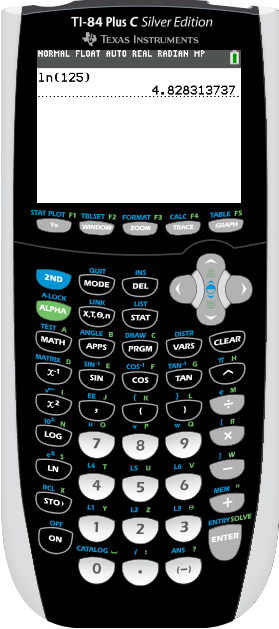 TI-84 Plus C Silver Edition
TEXAS INSTRUMENTS
NORMAL FLOAT AUTO REAL RADIAN MP
ln(125)
4.828313737
STAT PLOT F1 TBLSET F2 FORMAT F3 CALC F4 TABLE F5
Y= WINDOW ZOOM TRACE GRAPH
QUIT INS
2ND MODE DEL
A-LOCK LINK LIST
ALPHA X,T,Θ,n STAT
TEST A ANGLE B DRAW C DISTR
MATH APPS PRGM VARS CLEAR
MATRIX D SIN⁻¹ E COS⁻¹ F TAN⁻¹ G π H
x⁻¹ SIN COS TAN ^
√ I EE J { K } L e M
x² , ( ) ÷
10ˣ N u O v P w Q [ R
LOG 7 8 9 ×
eˣ S L4 T L5 U L6 V ] W
LN 4 5 6 −
RCL X L1 Y L2 Z L3 θ MEM "
STO› 1 2 3 +
OFF CATALOG ⎵ i : ANS ? ENTRY SOLVE
ON 0 . (−) ENTER